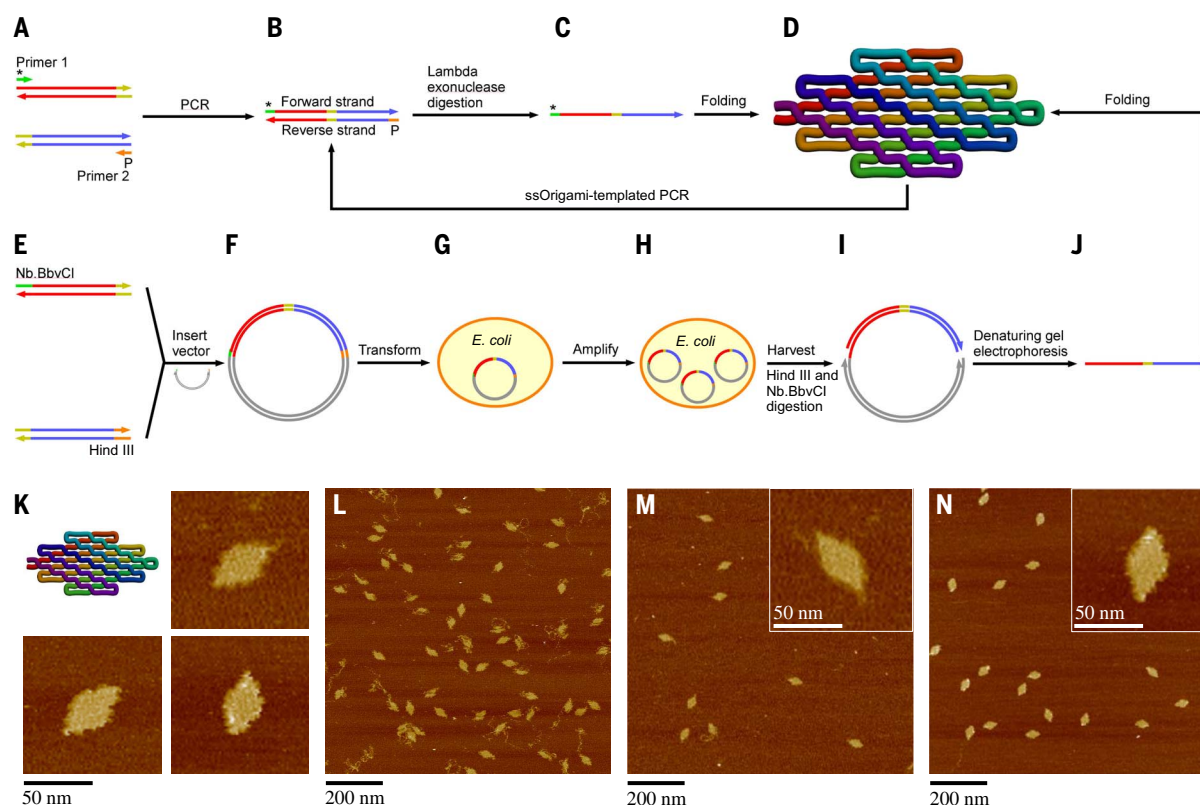 A
B
C
D
Primer 1
*
P
Primer 2
PCR
*
Forward strand
Reverse strand
P
Lambda
exonuclease
digestion
*
Folding
Folding
ssOrigami-templated PCR
E
F
G
H
I
J
Nb.BbvCI
Hind III
Insert
vector
Transform
E. coli
Amplify
E. coli
Harvest
Hind III and
Nb.BbvCI
digestion
Denaturing gel
electrophoresis
K
L
M
N
50 nm
50 nm
50 nm
200 nm
200 nm
200 nm